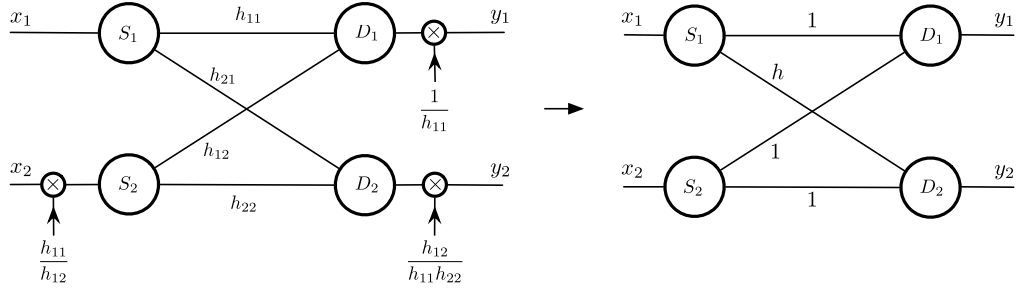 x₁ S₁ h₁₁ D₁ y₁
h₂₁
1/h₁₁
h₁₂
x₂ S₂ h₂₂ D₂ y₂
h₁₁/h₁₂
h₁₂/h₁₁h₂₂
x₁ S₁ 1 D₁ y₁
h
1
x₂ S₂ 1 D₂ y₂